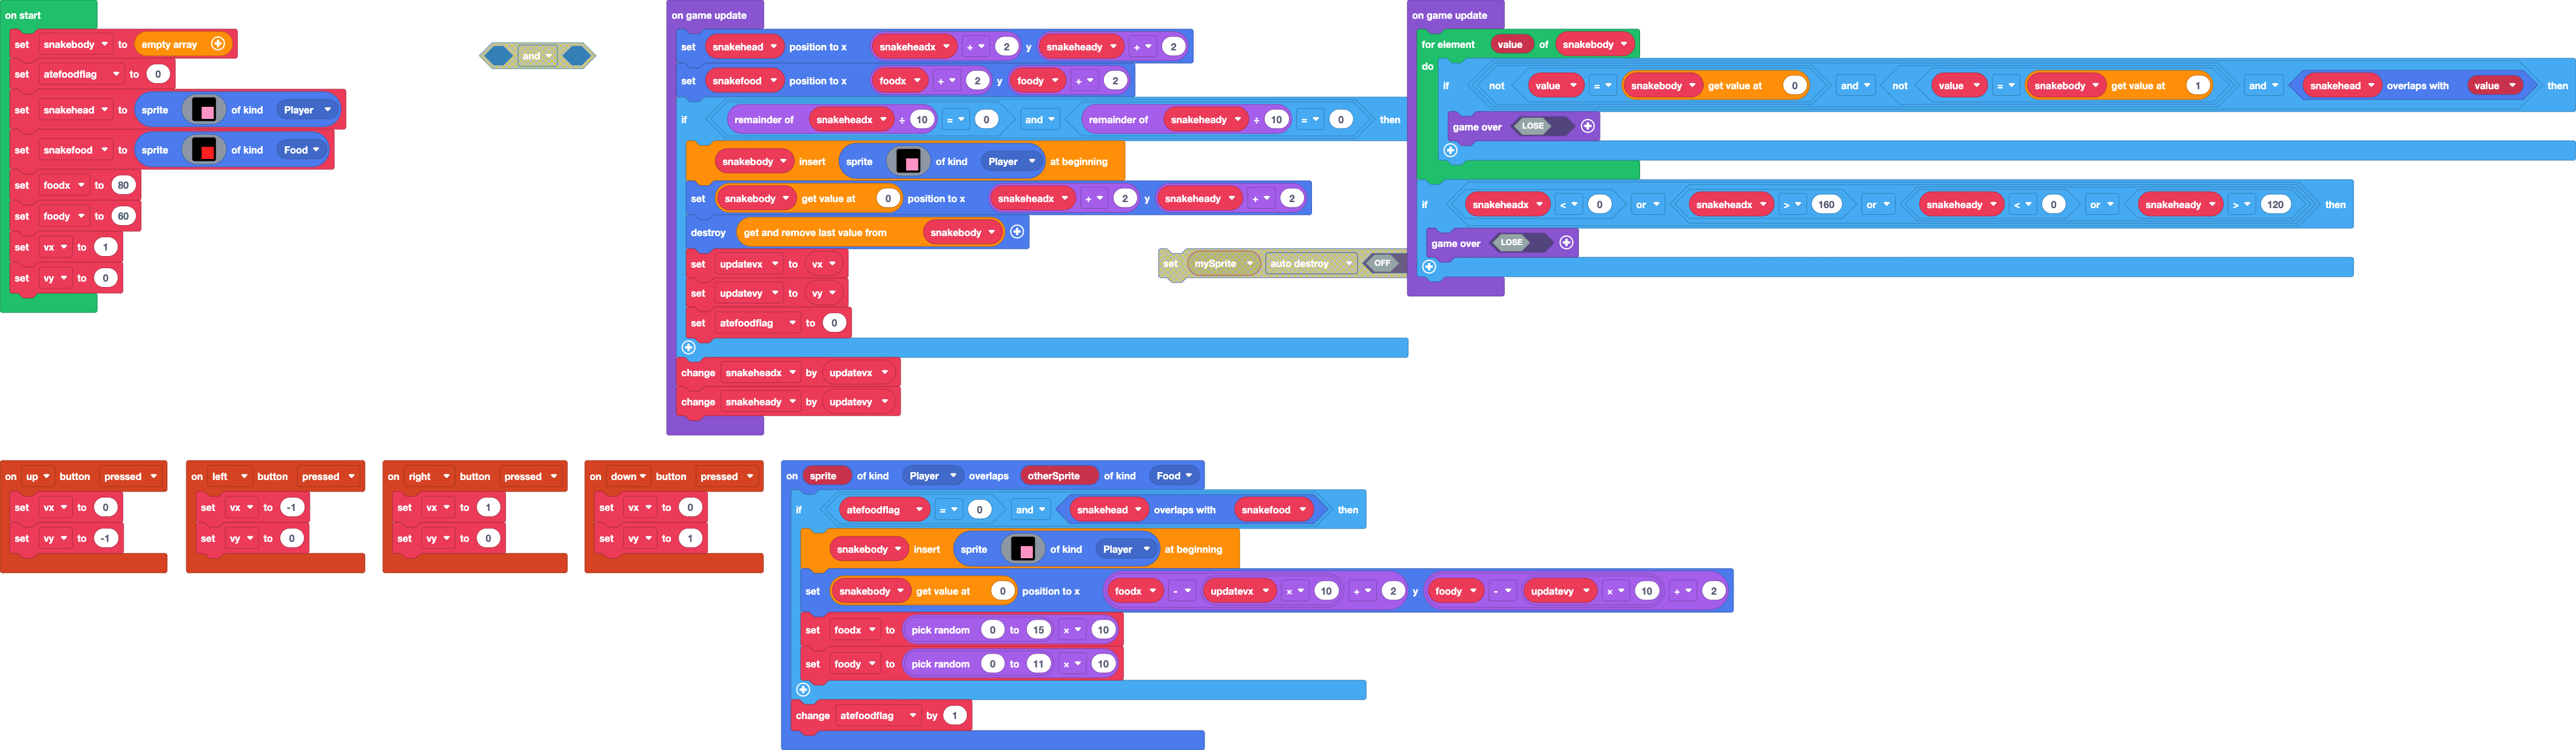 on start
set snakebody to empty array
set atefoodflag to 0
set snakehead to sprite of kind Player
set snakefood to sprite of kind Food
set foodx to 80
set foody to 60
set vx to 1
set vy to 0
and
on game update
set snakehead position to x snakeheadx + 2 y snakeheady + 2
set snakefood position to x foodx + 2 foody + 2
if remainder of snakeheadx ÷ 10 = 0 and remainder of snakeheady ÷ 10 = 0 then
snakebody insert sprite of kind Player at beginning
set snakebody get value at 0 position to x snakeheadx + 2 y snakeheady + 2
destroy get and remove last value from snakebody
set updatevx to vx
set updatevy to vy
set atefoodflag to 0
change snakeheadx by updatevx
change snakeheady by updatevy
set mySprite auto destroy OFF
on game update
for element value of snakebody
do
if not value = snakebody get value at 0 and not value = snakebody get value at 1 and snakehead overlaps with value then
game over LOSE
if snakeheadx < 0 or snakeheadx > 160 or snakeheady < 0 or snakeheady > 120 then
game over LOSE
on up button pressed
set vx to 0
set vy to -1
on left button pressed
set vx to -1
set vy to 0
on right button pressed
set vx to 1
set vy to 0
on down button pressed
set vx to 0
set vy to 1
on sprite of kind Player overlaps otherSprite of kind Food
if atefoodflag = 0 and snakehead overlaps with snakefood then
snakebody insert sprite of kind Player at beginning
set snakebody get value at 0 position to x foodx - updatevx × 10 + 2 y foody - updatevy × 10 + 2
set foodx to pick random 0 to 15 × 10
set foody to pick random 0 to 11 × 10
change atefoodflag by 1